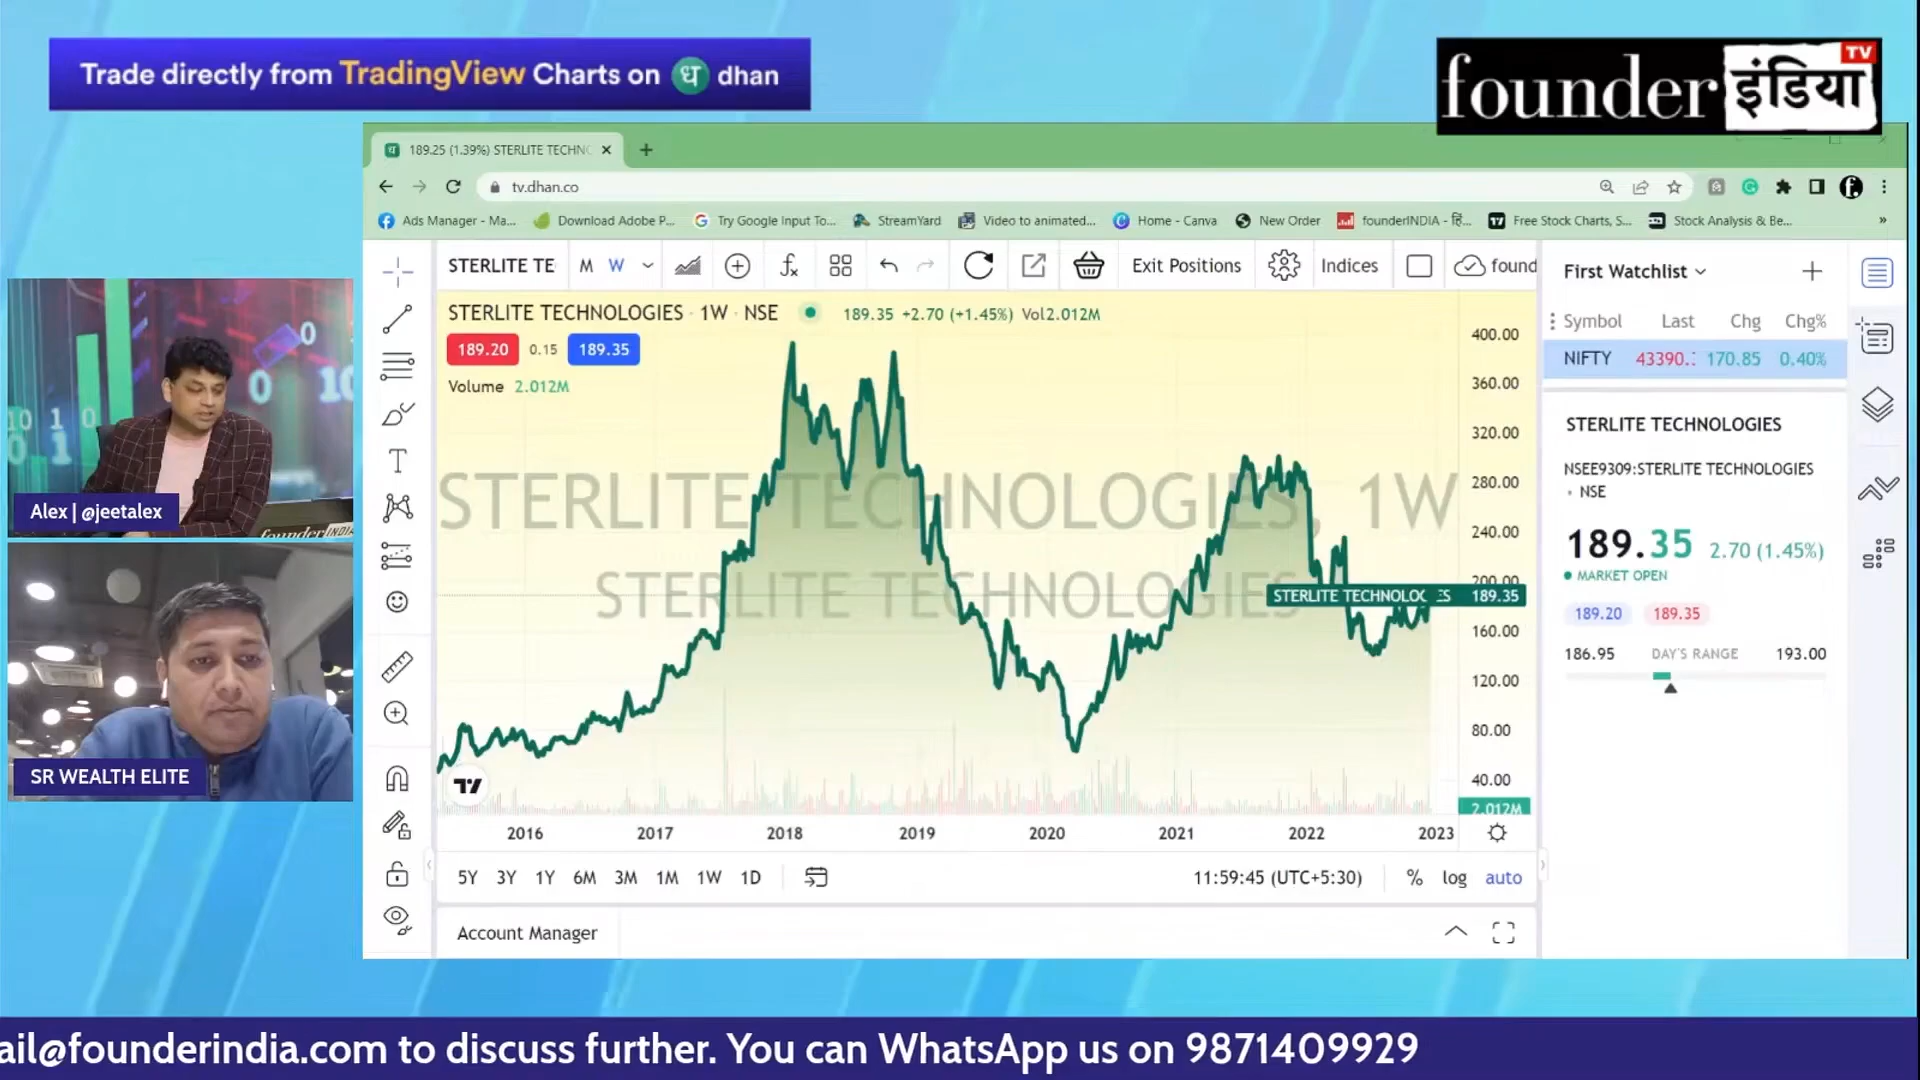 Trade directly from TradingView Charts on ध dhan
founder इंडिया TV
189.25 (1.39%) STERLITE TECHN
tv.dhan.co
Ads Manager - Ma...
Download Adobe P...
Try Google Input To...
StreamYard
Video to animated...
Home - Canva
New Order
founderINDIA - हि...
Free Stock Charts, S...
Stock Analysis & Be...
STERLITE TE
M
W
Exit Positions
Indices
found
STERLITE TECHNOLOGIES · 1W · NSE
189.35 +2.70 (+1.45%) Vol2.012M
189.20
0.15
189.35
Volume 2.012M
STERLITE TECHNOLOGIES, 1W
STERLITE TECHNOLOGIES
400.00
360.00
320.00
280.00
240.00
200.00
STERLITE TECHNOLOGIES 189.35
160.00
120.00
80.00
40.00
2.012M
2016 2017 2018 2019 2020 2021 2022 2023
5Y 3Y 1Y 6M 3M 1M 1W 1D
11:59:45 (UTC+5:30)
% log auto
Account Manager
First Watchlist
Symbol Last Chg Chg%
NIFTY 43390.: 170.85 0.40%
STERLITE TECHNOLOGIES
NSEE9309:STERLITE TECHNOLOGIES
• NSE
189.35 2.70 (1.45%)
MARKET OPEN
189.20 189.35
186.95 DAY'S RANGE 193.00
Alex | @jeetalex
founder INDIA
SR WEALTH ELITE
ail@founderindia.com to discuss further. You can WhatsApp us on 9871409929